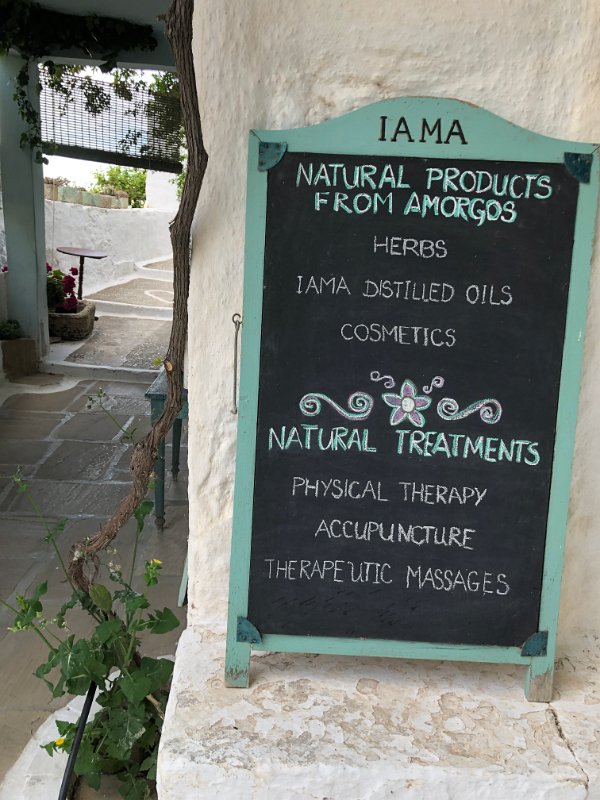 IAMA
NATURAL PRODUCTS
FROM AMORGOS
HERBS
IAMA DISTILLED OILS
COSMETICS
NATURAL TREATMENTS
PHYSICAL THERAPY
ACCUPUNCTURE
THERAPEUTIC MASSAGES